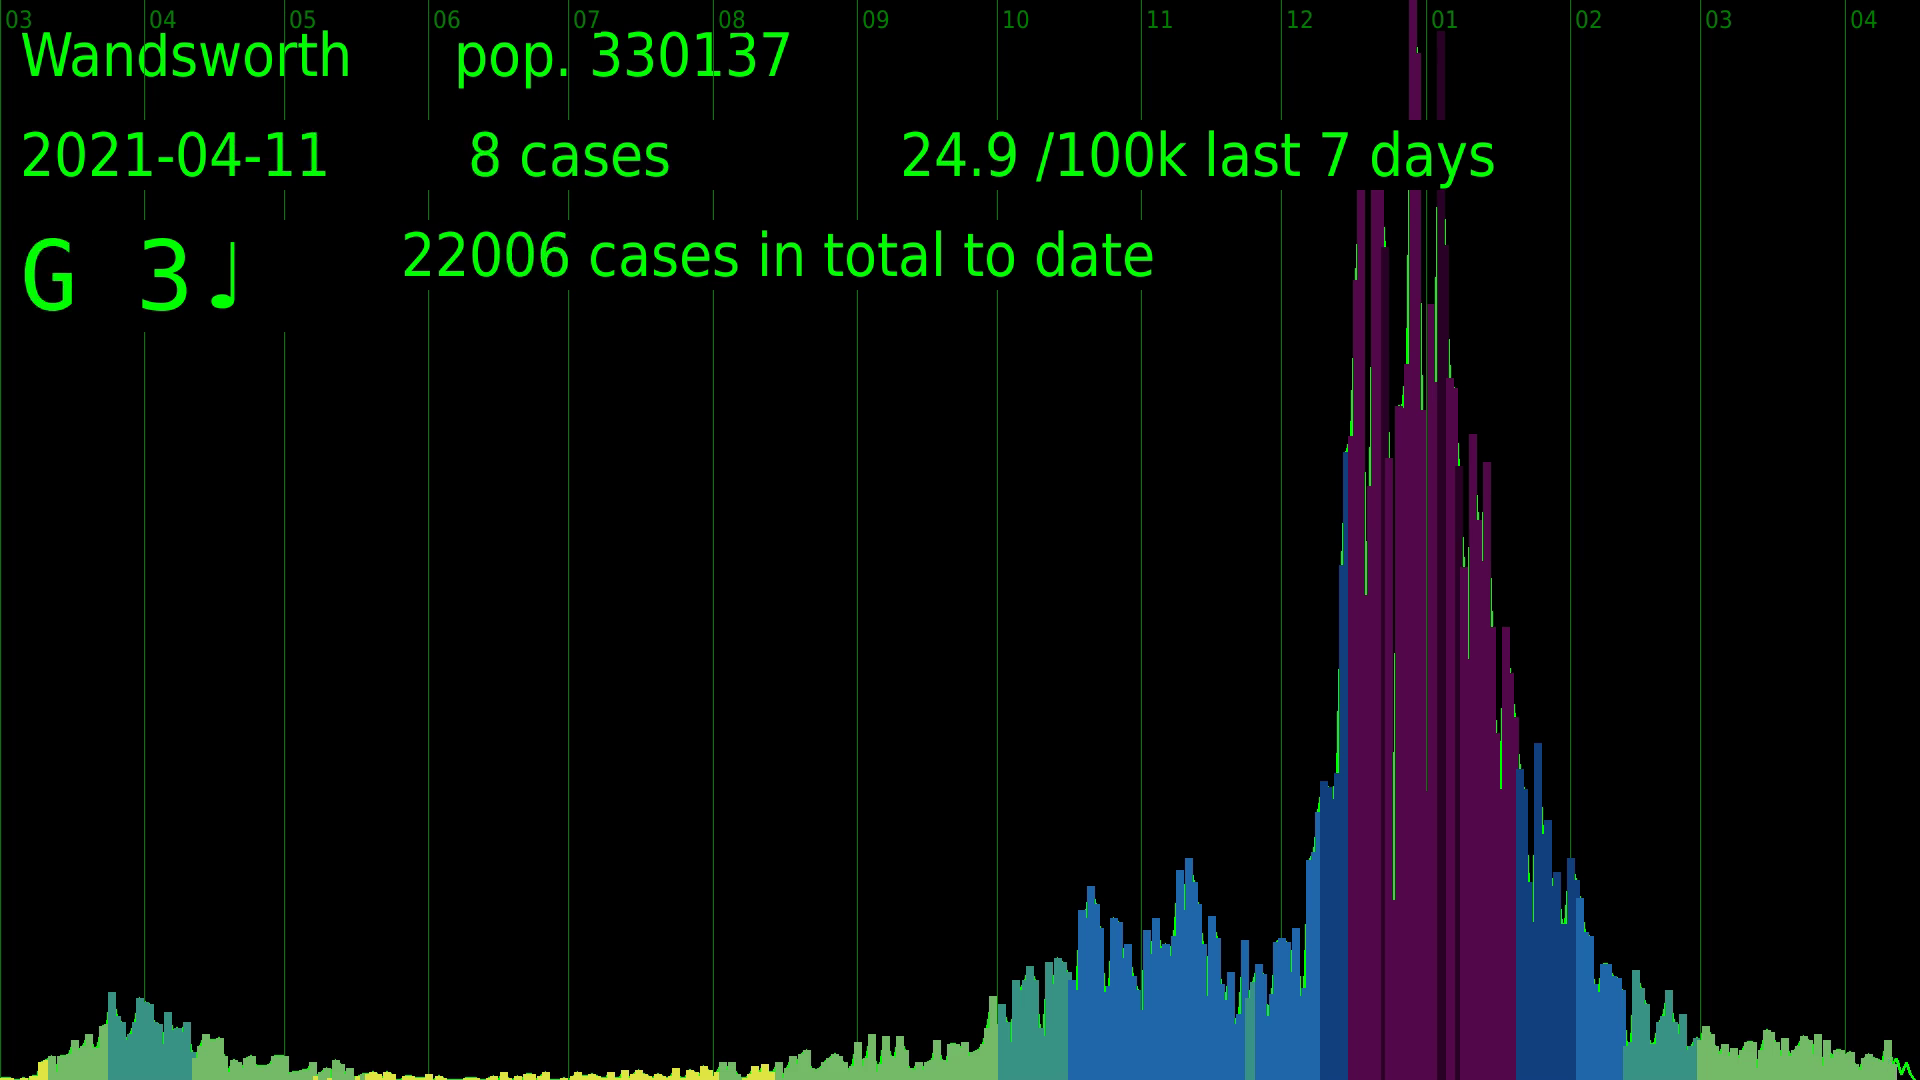 03 04 05 06 07 08 09 10 11 12 01 02 03 04
Wandsworth pop. 330137
2021-04-11 8 cases 24.9 /100k last 7 days
G 3♩ 22006 cases in total to date